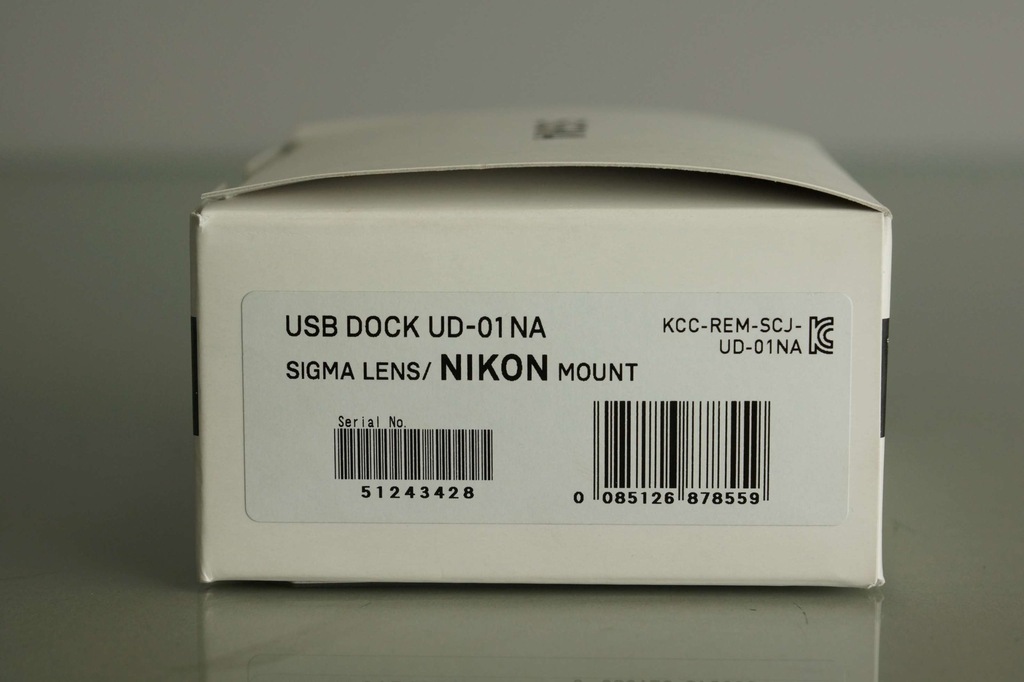 USB DOCK UD-01NA
SIGMA LENS/ NIKON MOUNT
KCC-REM-SCJ-
UD-01NA
Serial No.
51243428
0 085126 878559